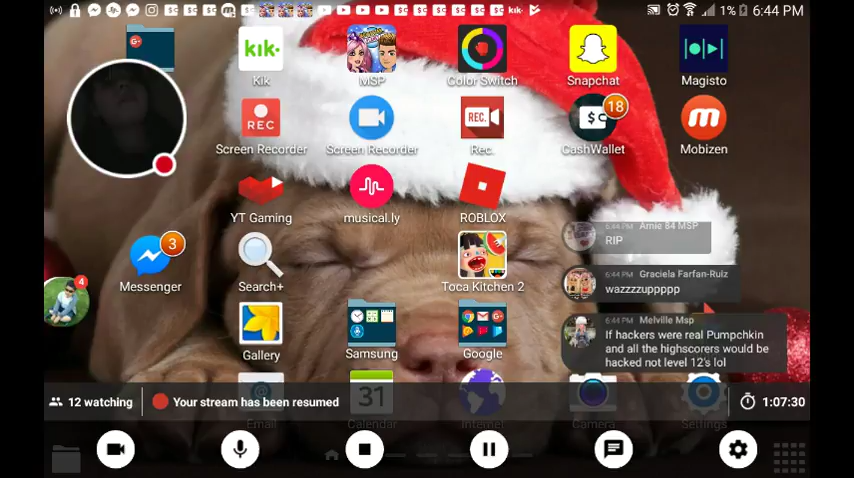 1% 6:44 PM
kik·
Kik
MSP
Color Switch
Snapchat
Magisto
REC
REC.
$C
18
Screen Recorder
Screen Recorder
Rec.
CashWallet
Mobizen
YT Gaming
musical.ly
ROBLOX
6:44 PM Amie 84 MSP
RIP
3
Messenger
Search+
Toca Kitchen 2
6:44 PM Graciela Farfan-Ruiz
wazzzzuppppp
4
Gallery
Samsung
Google
6:44 PM Melville Msp
If hackers were real Pumpchkin
and all the highscorers would be
hacked not level 12's lol
12 watching
Your stream has been resumed
31
1:07:30
Email
Calendar
Internet
Camera
Settings